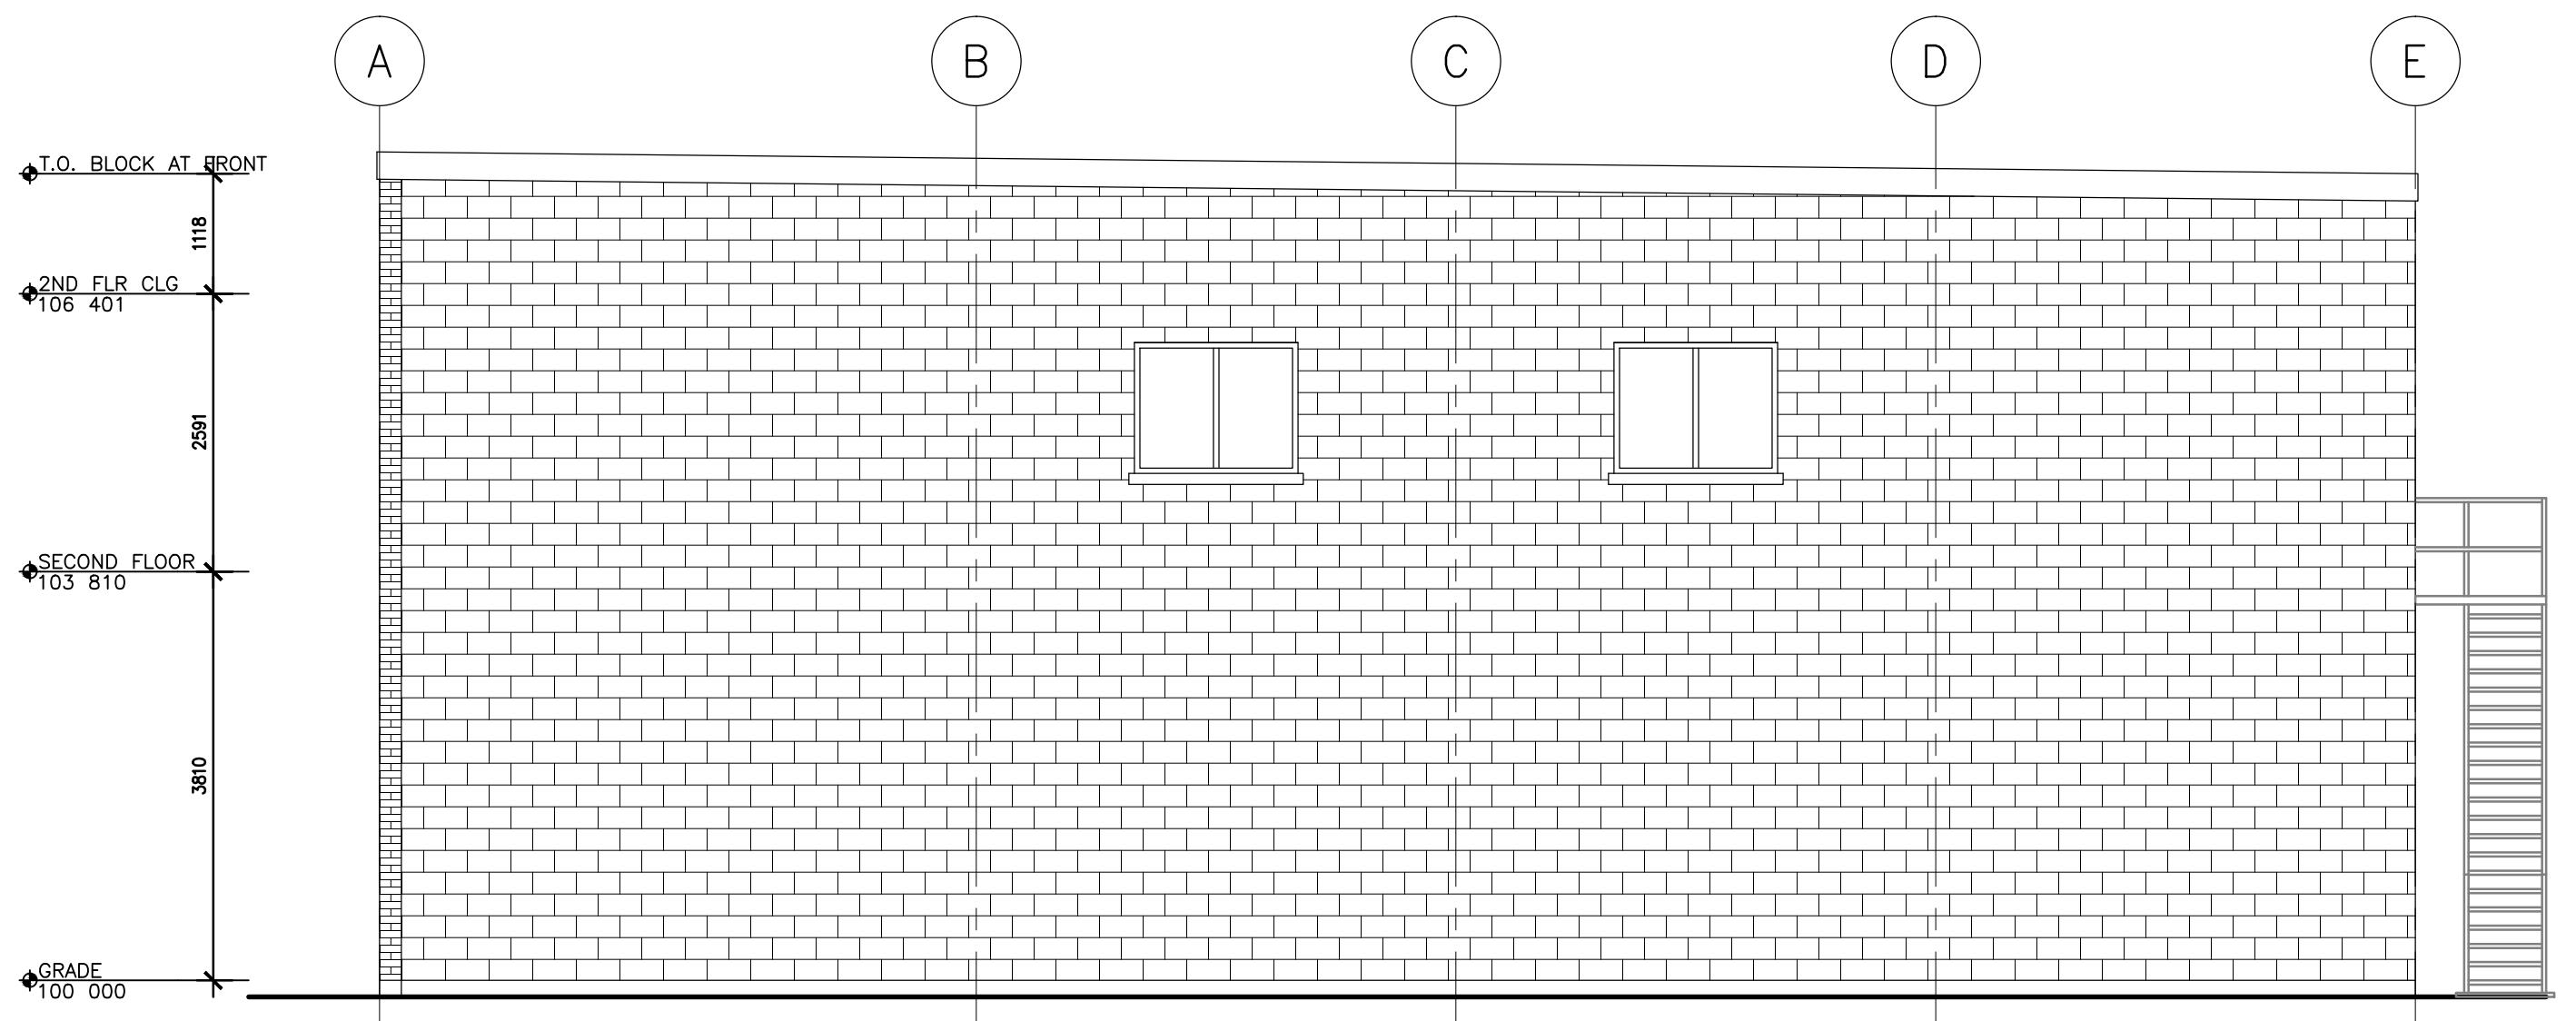 A B C D E
T.O. BLOCK AT FRONT
1118
2ND FLR CLG
106 401
2591
SECOND FLOOR
103 810
3810
GRADE
100 000